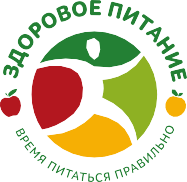 ЗДОРОВОЕ ПИТАНИЕ
ВРЕМЯ ПИТАТЬСЯ ПРАВИЛЬНО